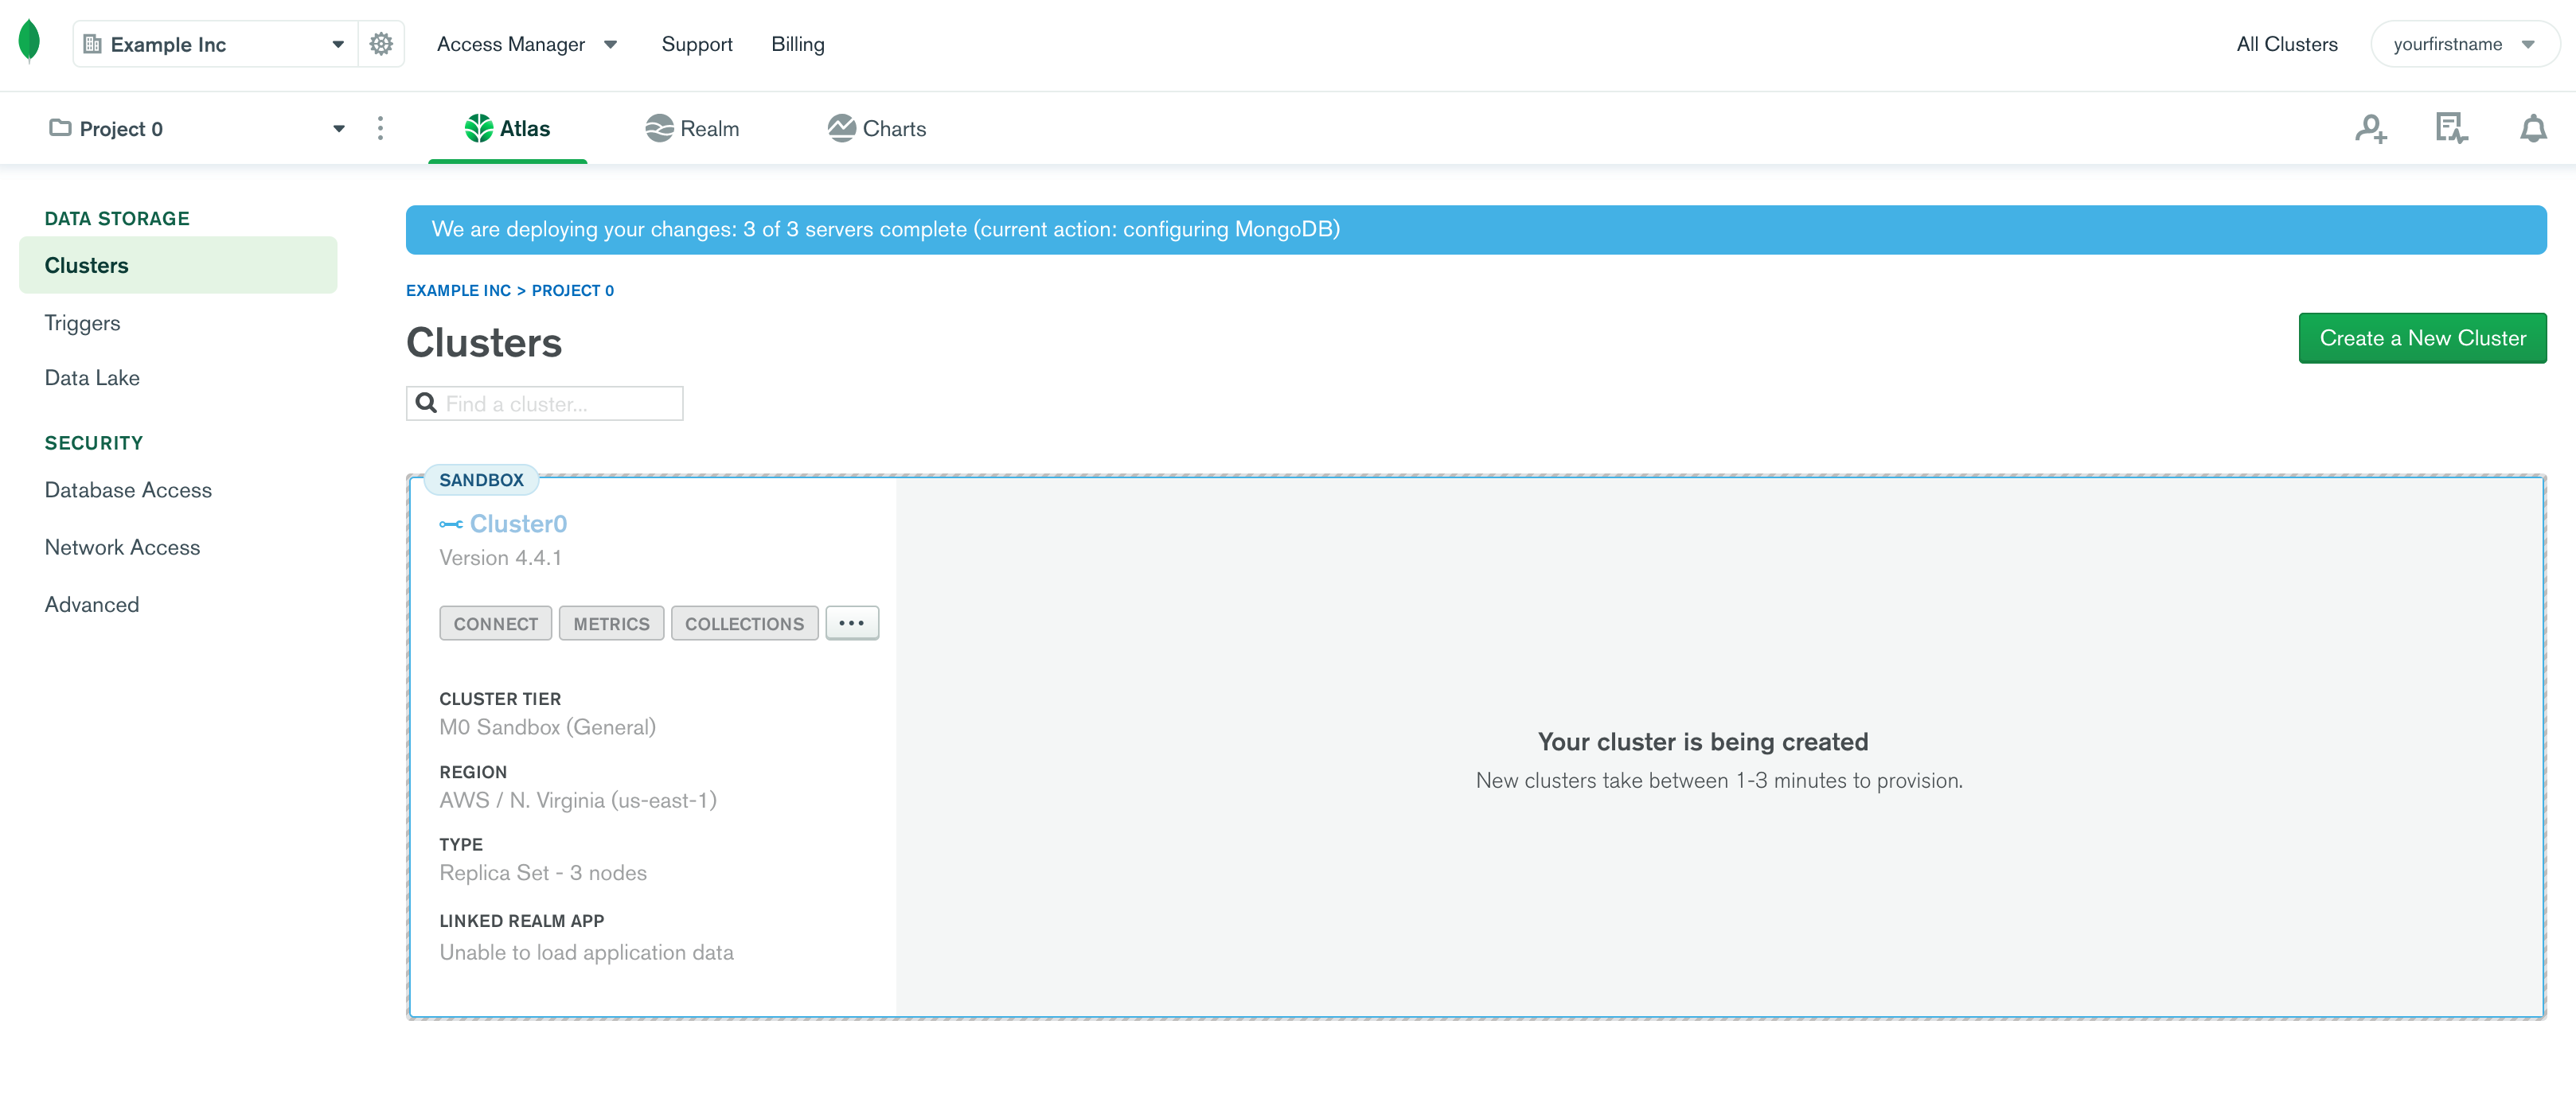 Example Inc
Access Manager
Support
Billing
All Clusters
yourfirstname
Project 0
Atlas
Realm
Charts
DATA STORAGE
Clusters
Triggers
Data Lake
SECURITY
Database Access
Network Access
Advanced
We are deploying your changes: 3 of 3 servers complete (current action: configuring MongoDB)
EXAMPLE INC > PROJECT 0
Clusters
Create a New Cluster
Find a cluster...
SANDBOX
Cluster0
Version 4.4.1
CONNECT
METRICS
COLLECTIONS
CLUSTER TIER
M0 Sandbox (General)
REGION
AWS / N. Virginia (us-east-1)
TYPE
Replica Set - 3 nodes
LINKED REALM APP
Unable to load application data
Your cluster is being created
New clusters take between 1-3 minutes to provision.